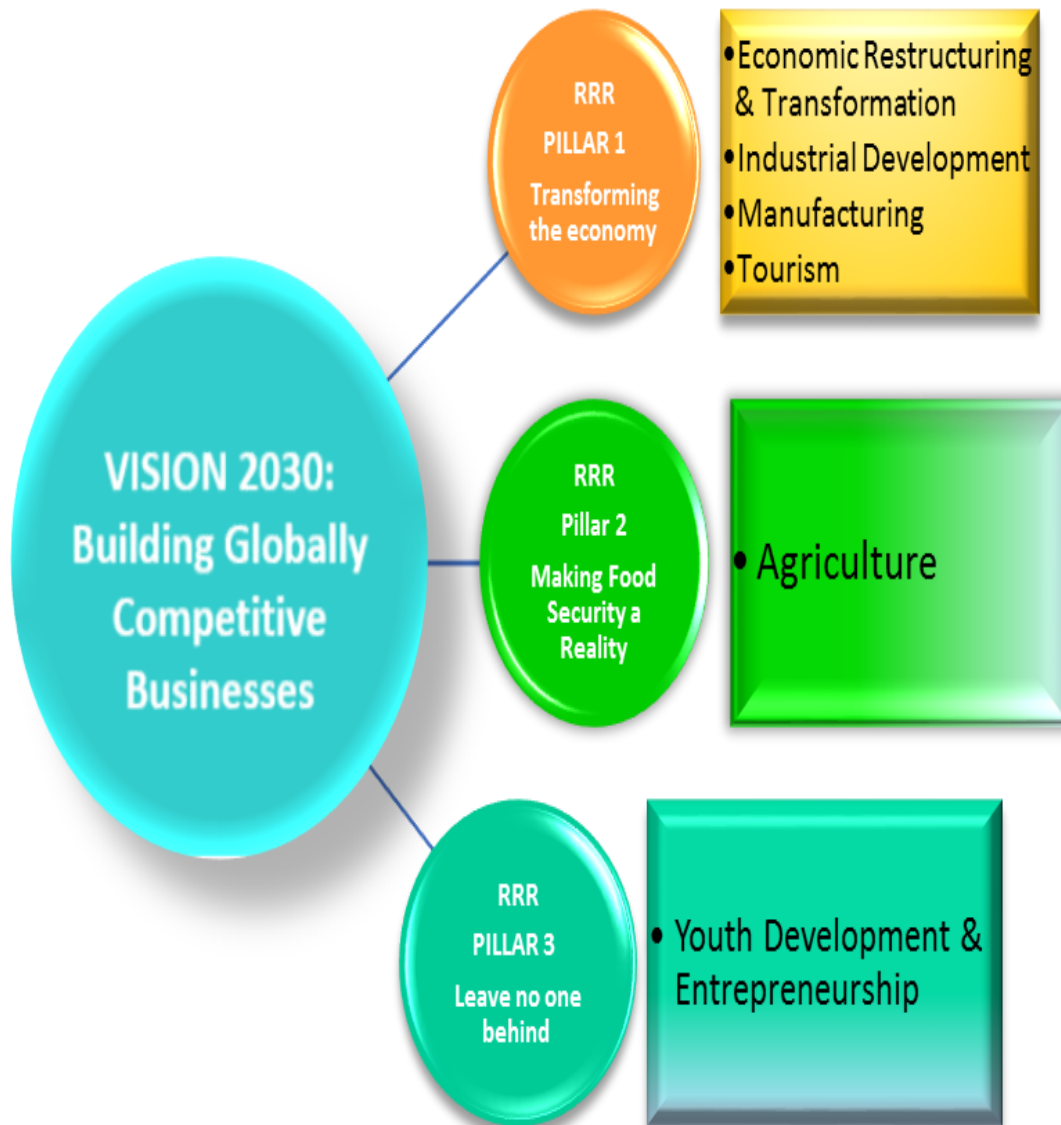 VISION 2030:
Building Globally
Competitive
Businesses
RRR
PILLAR 1
Transforming
the economy
•Economic Restructuring
& Transformation
•Industrial Development
•Manufacturing
•Tourism
RRR
Pillar 2
Making Food
Security a
Reality
• Agriculture
RRR
PILLAR 3
Leave no one
behind
• Youth Development &
Entrepreneurship